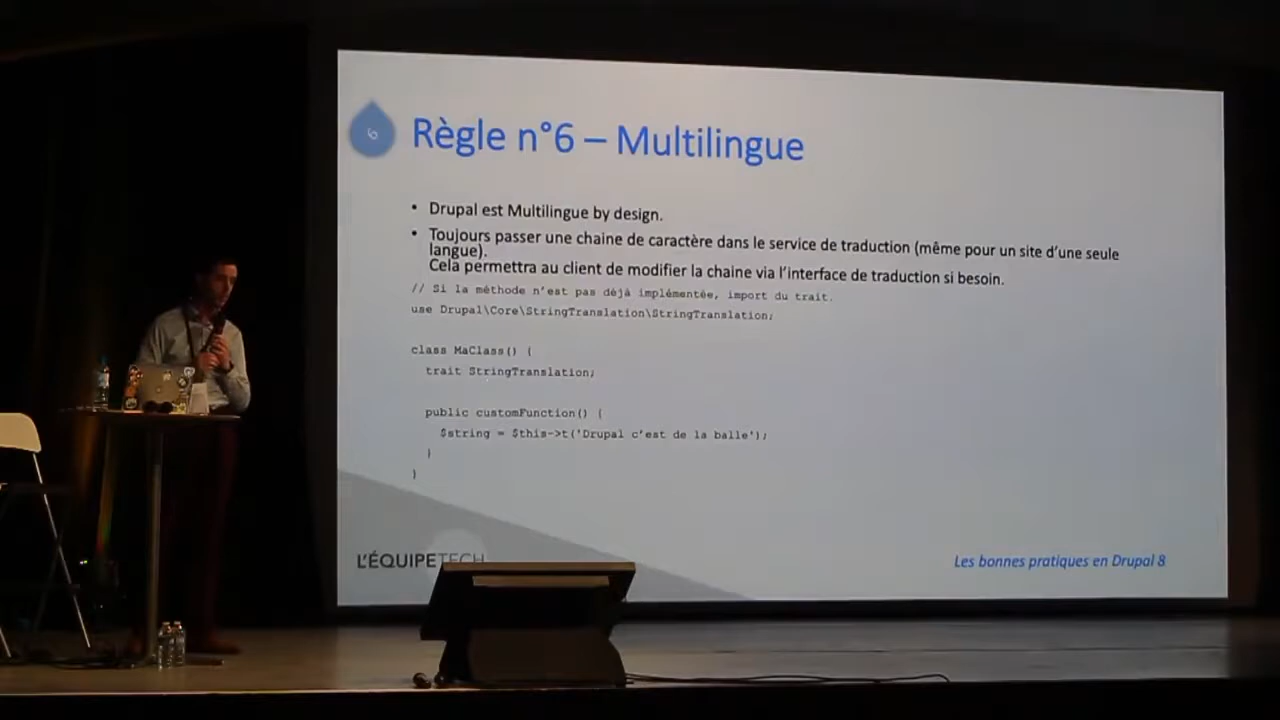 6
Règle n°6 – Multilingue
• Drupal est Multilingue by design.
• Toujours passer une chaine de caractère dans le service de traduction (même pour un site d'une seule
langue).
Cela permettra au client de modifier la chaine via l'interface de traduction si besoin.
// Si la méthode n'est pas déjà implémentée, import du trait.
use Drupal\Core\StringTranslation\StringTranslation;
class MaClass() {
trait StringTranslation;
public customFunction() {
$string = $this->t('Drupal c'est de la balle');
}
}
L'ÉQUIPETECH
Les bonnes pratiques en Drupal 8